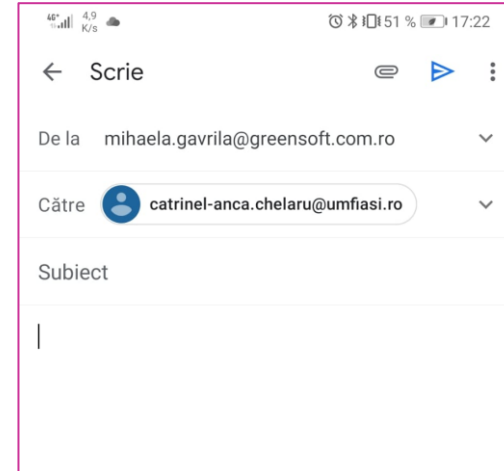 46+ 4,9 K/s 51 % 17:22
Scrie
De la mihaela.gavrila@greensoft.com.ro
Către catrinel-anca.chelaru@umfiasi.ro
Subiect